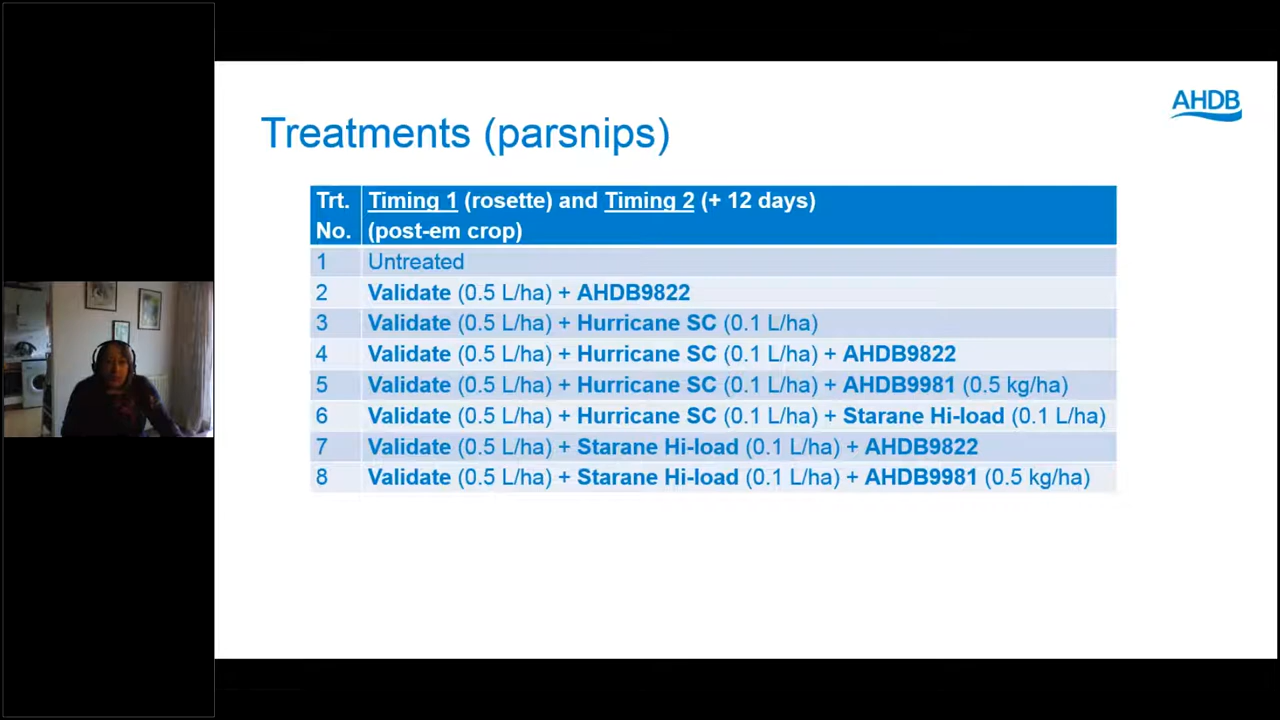 AHDB
Treatments (parsnips)
Trt. No. Timing 1 (rosette) and Timing 2 (+ 12 days) (post-em crop)
1 Untreated
2 Validate (0.5 L/ha) + AHDB9822
3 Validate (0.5 L/ha) + Hurricane SC (0.1 L/ha)
4 Validate (0.5 L/ha) + Hurricane SC (0.1 L/ha) + AHDB9822
5 Validate (0.5 L/ha) + Hurricane SC (0.1 L/ha) + AHDB9981 (0.5 kg/ha)
6 Validate (0.5 L/ha) + Hurricane SC (0.1 L/ha) + Starane Hi-load (0.1 L/ha)
7 Validate (0.5 L/ha) + Starane Hi-load (0.1 L/ha) + AHDB9822
8 Validate (0.5 L/ha) + Starane Hi-load (0.1 L/ha) + AHDB9981 (0.5 kg/ha)